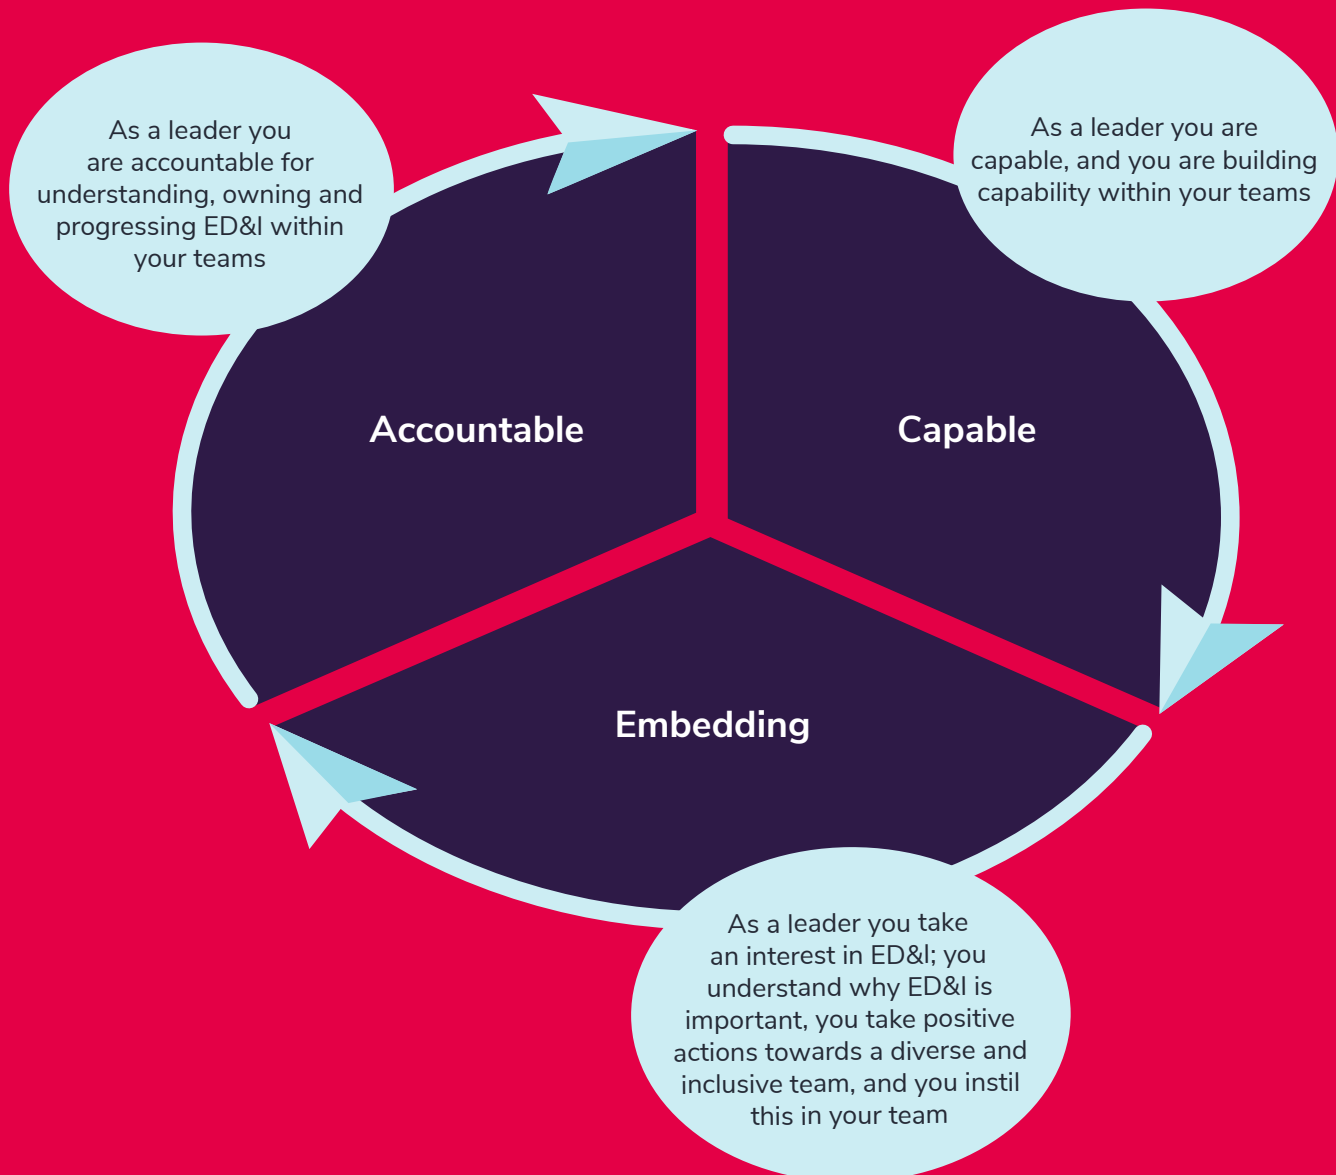 As a leader you
are accountable for
understanding, owning and
progressing ED&I within
your teams
As a leader you are
capable, and you are building
capability within your teams
Accountable
Capable
Embedding
As a leader you take
an interest in ED&I; you
understand why ED&I is
important, you take positive
actions towards a diverse and
inclusive team, and you instil
this in your team